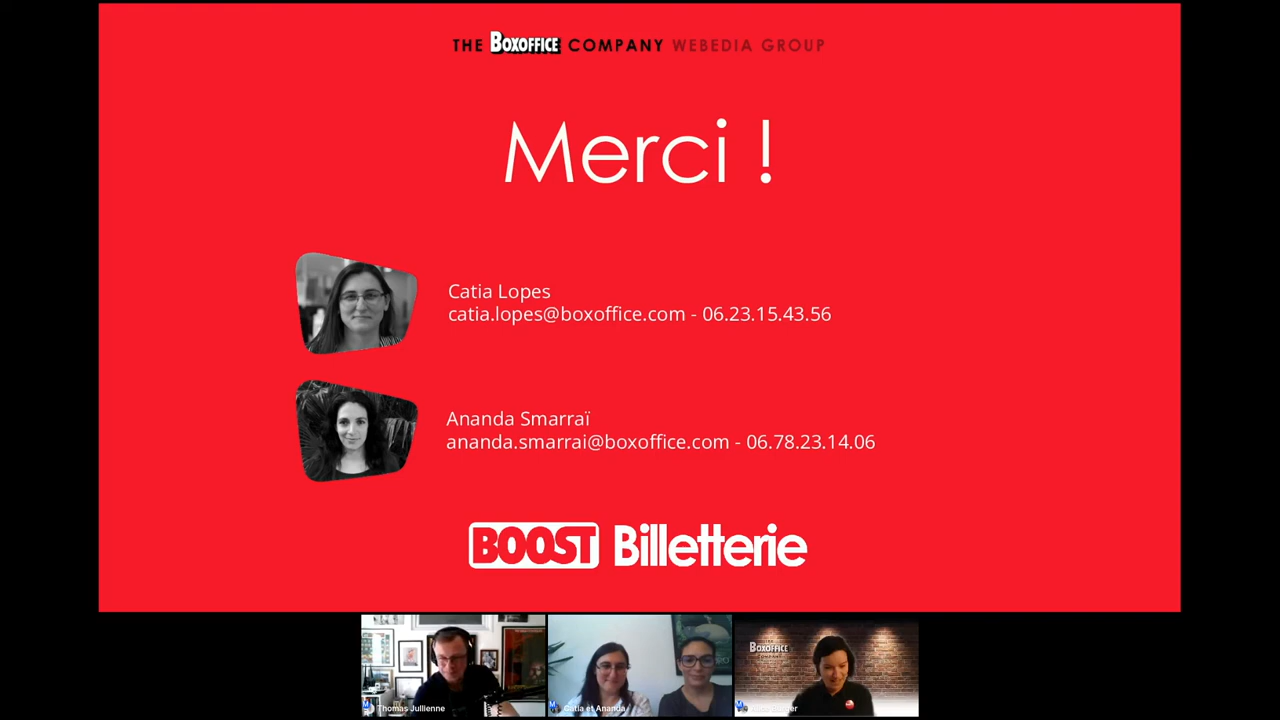 THE BOXOFFICE COMPANY WEBEDIA GROUP
Merci !
Catia Lopes
catia.lopes@boxoffice.com - 06.23.15.43.56
Ananda Smarraï
ananda.smarrai@boxoffice.com - 06.78.23.14.06
BOOST Billetterie
BOXOFFICE
Thomas Jullienne
Catia et Ananda